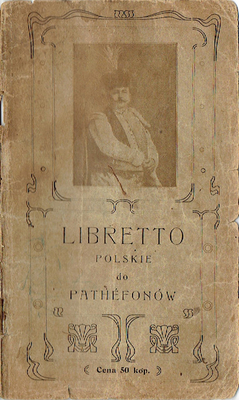 LIBRETTO
POLSKIE
do
PATHÉFONÓW
Cena 50 kop.